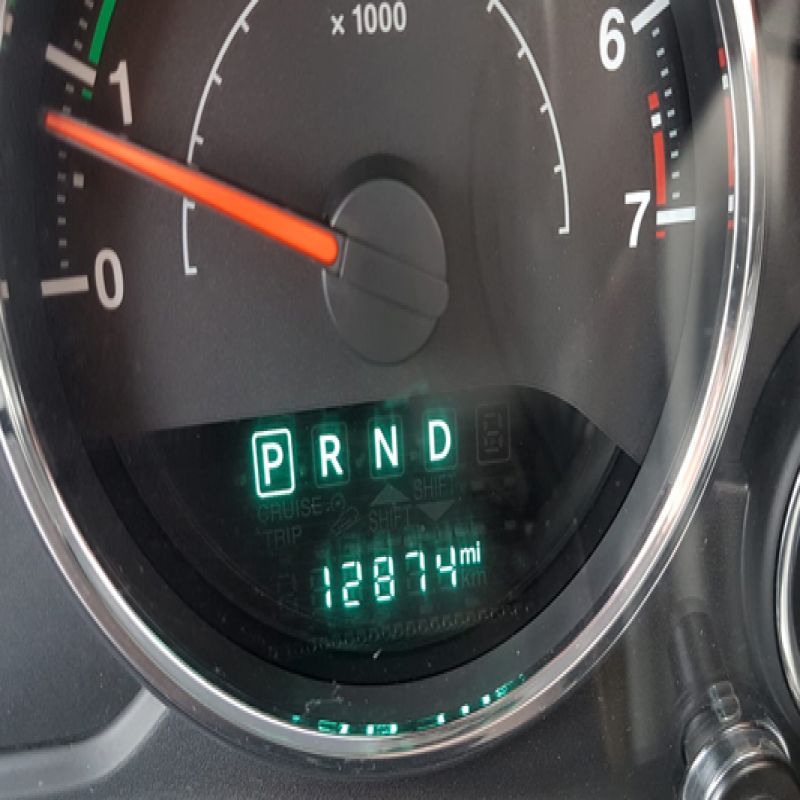 x 1000
6
1
7
0
P R N D
CRUISE
SHIFT
SHIFT
TRIP
12874 mi
km